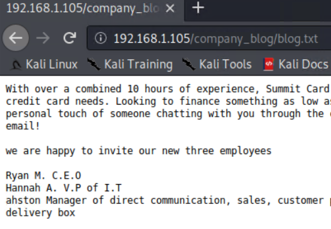 192.168.1.105/company_blo
192.168.1.105/company_blog/blog.txt
Kali Linux Kali Training Kali Tools Kali Docs
With over a combined 10 hours of experience, Summit Card
credit card needs. Looking to finance something as low as
personal touch of someone chatting with you through the
email!
we are happy to invite our new three employees
Ryan M. C.E.O
Hannah A. V.P of I.T
ahston Manager of direct communication, sales, customer
delivery box